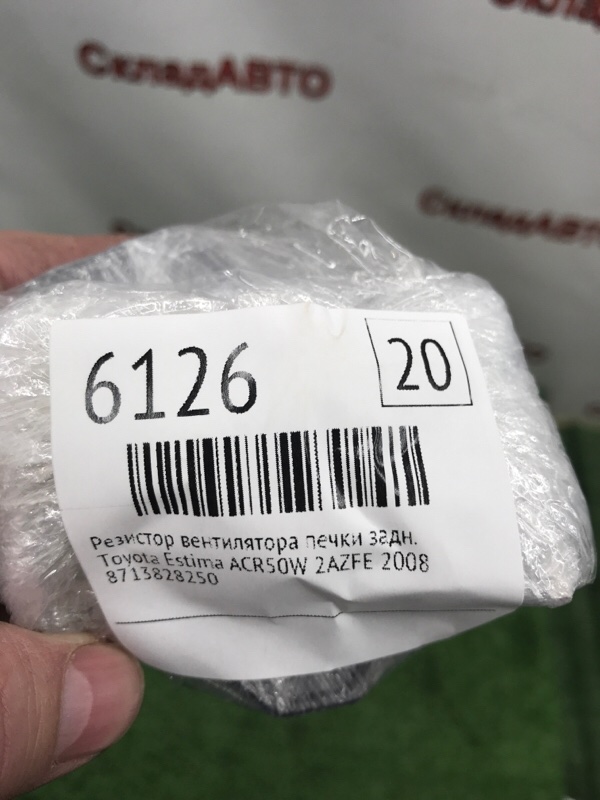 СкладАВТО
СкладАВТО
6126
20
Резистор вентилятора печки задн.
Toyota Estima ACR50W 2AZFE 2008
8713828250